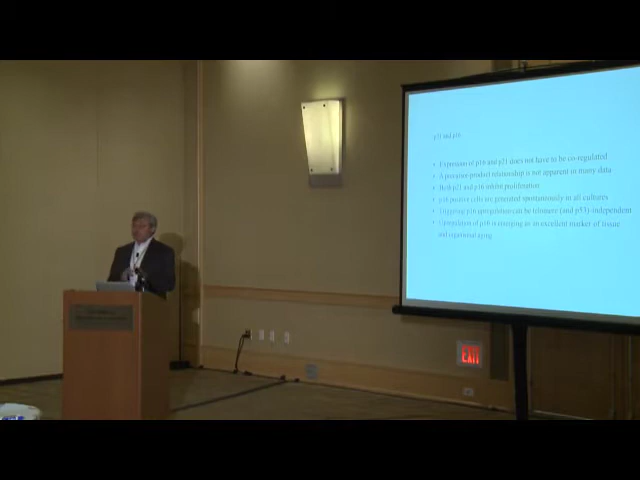 p21 and p16
• Expression of p16 and p21 does not have to be co-regulated
• A precursor-product relationship is not apparent in many data
• Both p21 and p16 inhibit proliferation
• p16 positive cells are generated spontaneously in all cultures
• Triggering p16 upregulation can be telomere (and p53)-independent
• Upregulation of p16 is emerging as an excellent marker of tissue
and organismal aging
EXIT